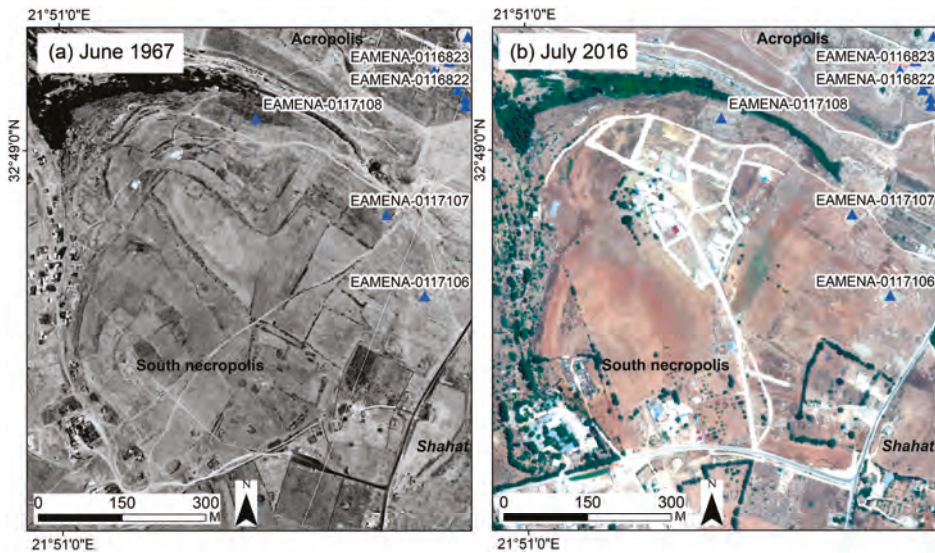 21°51'0"E
21°51'0"E
(a) June 1967
Acropolis
EAMENA-0116823
EAMENA-0116822
EAMENA-0117108
32°49'0"N
EAMENA-0117107
EAMENA-0117106
South necropolis
Shahat
0 150 300
M
N
21°51'0"E
(b) July 2016
Acropolis
EAMENA-0116823
EAMENA-0116822
EAMENA-0117108
32°49'0"N
EAMENA-0117107
EAMENA-0117106
South necropolis
Shahat
0 150 300
M
N
21°51'0"E